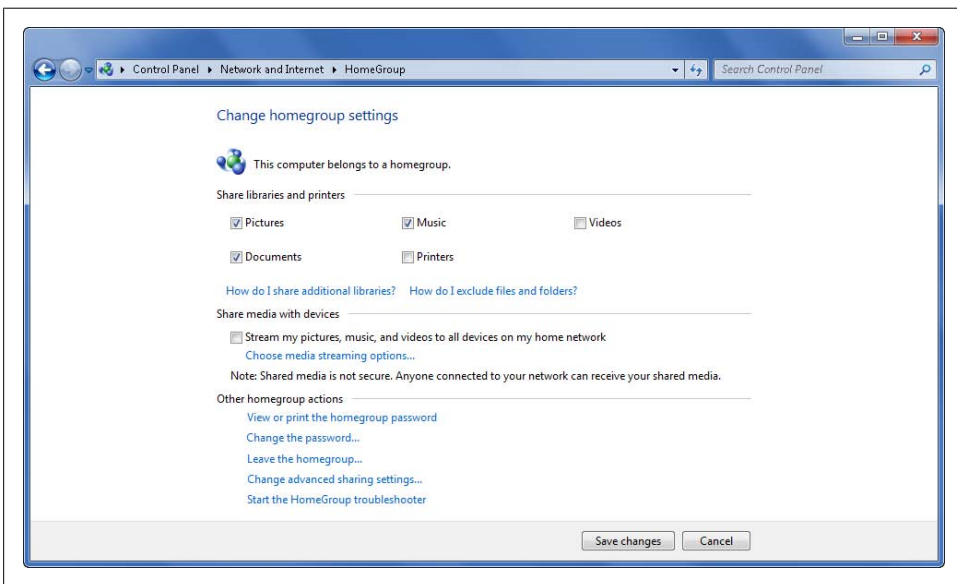 Control Panel Network and Internet HomeGroup Search Control Panel
Change homegroup settings
This computer belongs to a homegroup.
Share libraries and printers
Pictures Music Videos
Documents Printers
How do I share additional libraries? How do I exclude files and folders?
Share media with devices
Stream my pictures, music, and videos to all devices on my home network
Choose media streaming options...
Note: Shared media is not secure. Anyone connected to your network can receive your shared media.
Other homegroup actions
View or print the homegroup password
Change the password...
Leave the homegroup...
Change advanced sharing settings...
Start the HomeGroup troubleshooter
Save changes Cancel